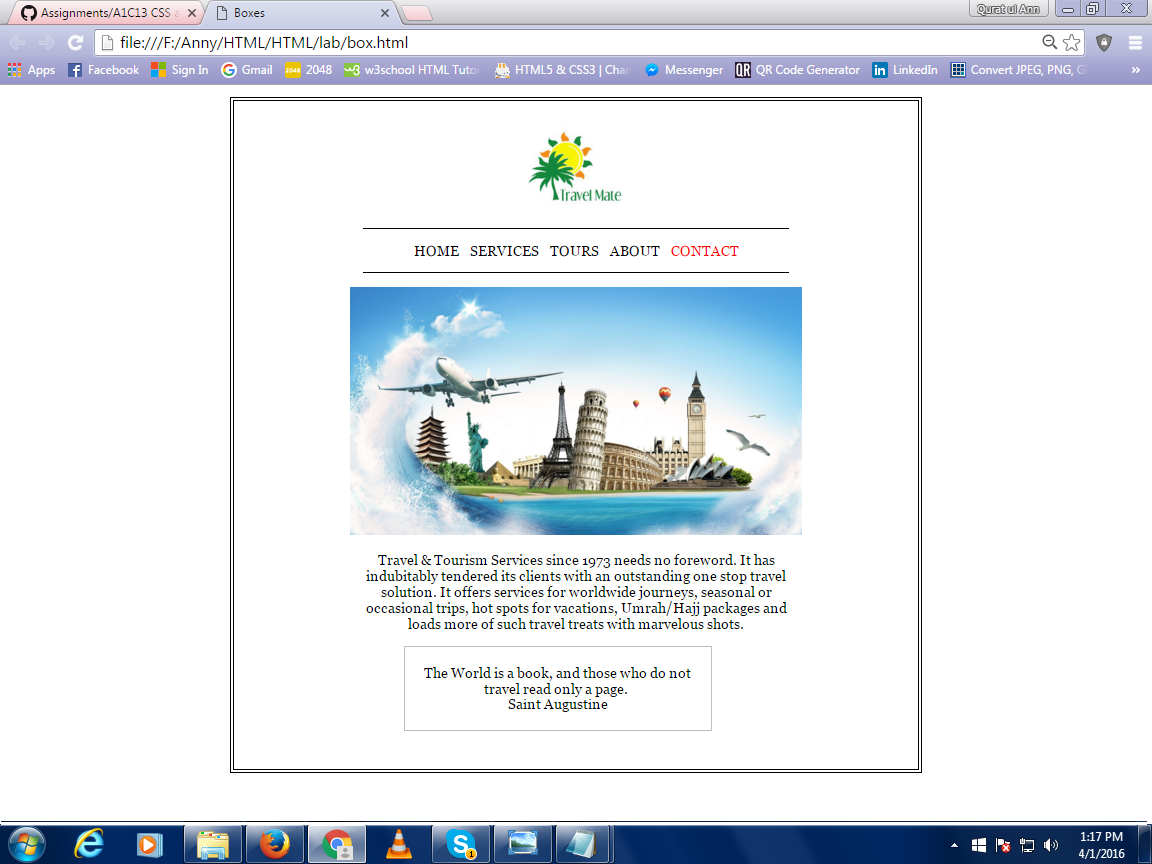 Assignments/A1C13 CSS a
Boxes
Qurat ul Ann
file:///F:/Anny/HTML/HTML/lab/box.html
Apps Facebook Sign In Gmail 2048 2048 w3 w3school HTML Tutor HTML5 & CSS3 | Cha Messenger QR QR Code Generator in LinkedIn Convert JPEG, PNG, G »
Travel Mate
HOME SERVICES TOURS ABOUT CONTACT
Travel & Tourism Services since 1973 needs no foreword. It has
indubitably tendered its clients with an outstanding one stop travel
solution. It offers services for worldwide journeys, seasonal or
occasional trips, hot spots for vacations, Umrah/Hajj packages and
loads more of such travel treats with marvelous shots.
The World is a book, and those who do not
travel read only a page.
Saint Augustine
1
1:17 PM
4/1/2016